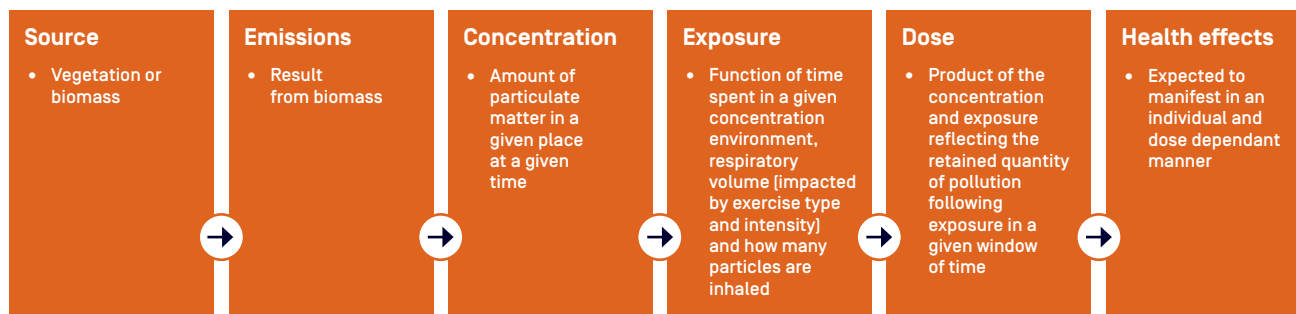 Source
• Vegetation or
biomass
Emissions
• Result
from biomass
Concentration
• Amount of
particulate
matter in a
given place
at a given
time
Exposure
• Function of time
spent in a given
concentration
environment,
respiratory
volume (impacted
by exercise type
and intensity)
and how many
particles are
inhaled
Dose
• Product of the
concentration
and exposure
reflecting the
retained quantity
of pollution
following
exposure in a
given window
of time
Health effects
• Expected to
manifest in an
individual and
dose dependant
manner